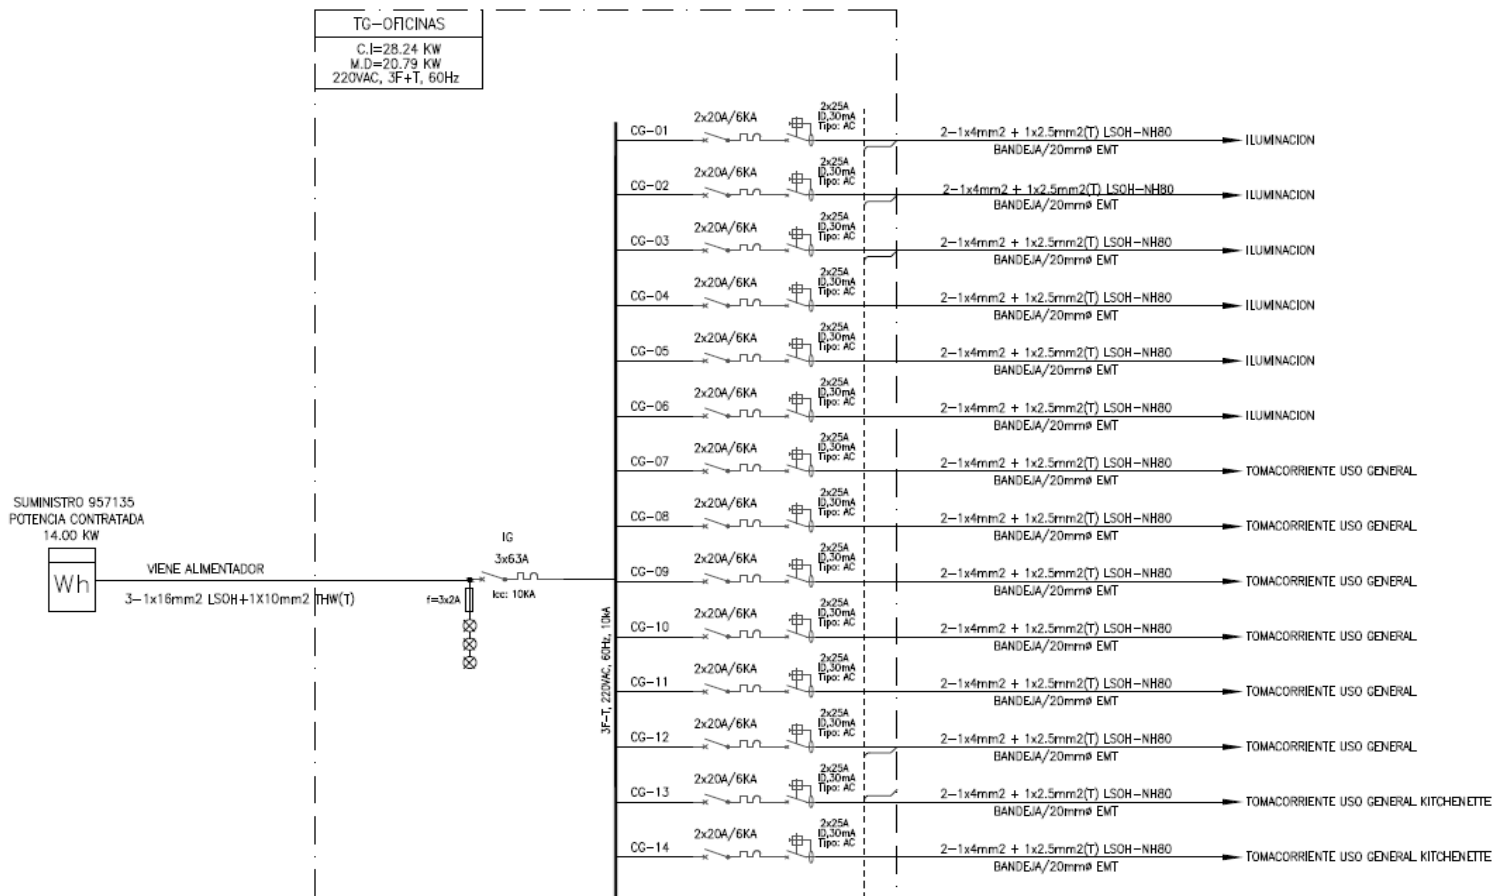 TG-OFICINAS
C.I=28.24 KW
M.D=20.79 KW
220VAC, 3F+T, 60Hz
SUMINISTRO 957135
POTENCIA CONTRATADA
14.00 KW
Wh
VIENE ALIMENTADOR
3-1x16mm2 LSOH+1X10mm2 THW(T)
f=3x2A
IG
3x63A
Icc: 10KA
3F-T, 220VAC, 60Hz, 10kA
CG-01
2x20A/6KA
2x25A
ID,30mA
Tipo: AC
2-1x4mm2 + 1x2.5mm2(T) LSOH-NH80
BANDEJA/20mmø EMT
ILUMINACION
CG-02
2x20A/6KA
2x25A
ID,30mA
Tipo: AC
2-1x4mm2 + 1x2.5mm2(T) LSOH-NH80
BANDEJA/20mmø EMT
ILUMINACION
CG-03
2x20A/6KA
2x25A
ID,30mA
Tipo: AC
2-1x4mm2 + 1x2.5mm2(T) LSOH-NH80
BANDEJA/20mmø EMT
ILUMINACION
CG-04
2x20A/6KA
2x25A
ID,30mA
Tipo: AC
2-1x4mm2 + 1x2.5mm2(T) LSOH-NH80
BANDEJA/20mmø EMT
ILUMINACION
CG-05
2x20A/6KA
2x25A
ID,30mA
Tipo: AC
2-1x4mm2 + 1x2.5mm2(T) LSOH-NH80
BANDEJA/20mmø EMT
ILUMINACION
CG-06
2x20A/6KA
2x25A
ID,30mA
Tipo: AC
2-1x4mm2 + 1x2.5mm2(T) LSOH-NH80
BANDEJA/20mmø EMT
ILUMINACION
CG-07
2x20A/6KA
2x25A
ID,30mA
Tipo: AC
2-1x4mm2 + 1x2.5mm2(T) LSOH-NH80
BANDEJA/20mmø EMT
TOMACORRIENTE USO GENERAL
CG-08
2x20A/6KA
2x25A
ID,30mA
Tipo: AC
2-1x4mm2 + 1x2.5mm2(T) LSOH-NH80
BANDEJA/20mmø EMT
TOMACORRIENTE USO GENERAL
CG-09
2x20A/6KA
2x25A
ID,30mA
Tipo: AC
2-1x4mm2 + 1x2.5mm2(T) LSOH-NH80
BANDEJA/20mmø EMT
TOMACORRIENTE USO GENERAL
CG-10
2x20A/6KA
2x25A
ID,30mA
Tipo: AC
2-1x4mm2 + 1x2.5mm2(T) LSOH-NH80
BANDEJA/20mmø EMT
TOMACORRIENTE USO GENERAL
CG-11
2x20A/6KA
2x25A
ID,30mA
Tipo: AC
2-1x4mm2 + 1x2.5mm2(T) LSOH-NH80
BANDEJA/20mmø EMT
TOMACORRIENTE USO GENERAL
CG-12
2x20A/6KA
2x25A
ID,30mA
Tipo: AC
2-1x4mm2 + 1x2.5mm2(T) LSOH-NH80
BANDEJA/20mmø EMT
TOMACORRIENTE USO GENERAL
CG-13
2x20A/6KA
2x25A
ID,30mA
Tipo: AC
2-1x4mm2 + 1x2.5mm2(T) LSOH-NH80
BANDEJA/20mmø EMT
TOMACORRIENTE USO GENERAL KITCHENETTE
CG-14
2x20A/6KA
2x25A
ID,30mA
Tipo: AC
2-1x4mm2 + 1x2.5mm2(T) LSOH-NH80
BANDEJA/20mmø EMT
TOMACORRIENTE USO GENERAL KITCHENETTE